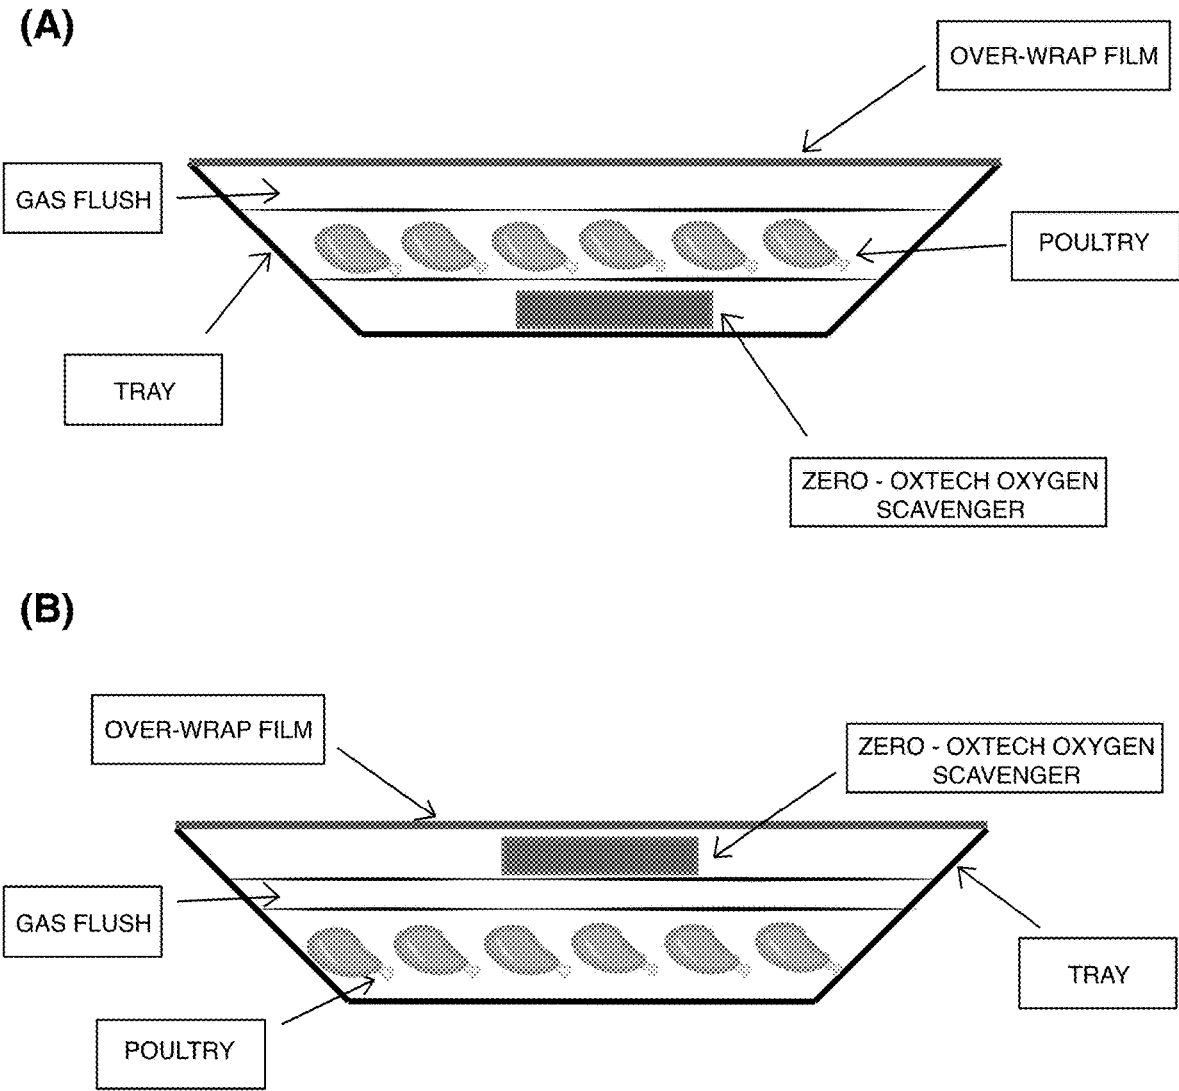 (A)
OVER-WRAP FILM
GAS FLUSH
POULTRY
TRAY
ZERO - OXTECH OXYGEN
SCAVENGER
(B)
OVER-WRAP FILM
ZERO - OXTECH OXYGEN
SCAVENGER
GAS FLUSH
TRAY
POULTRY